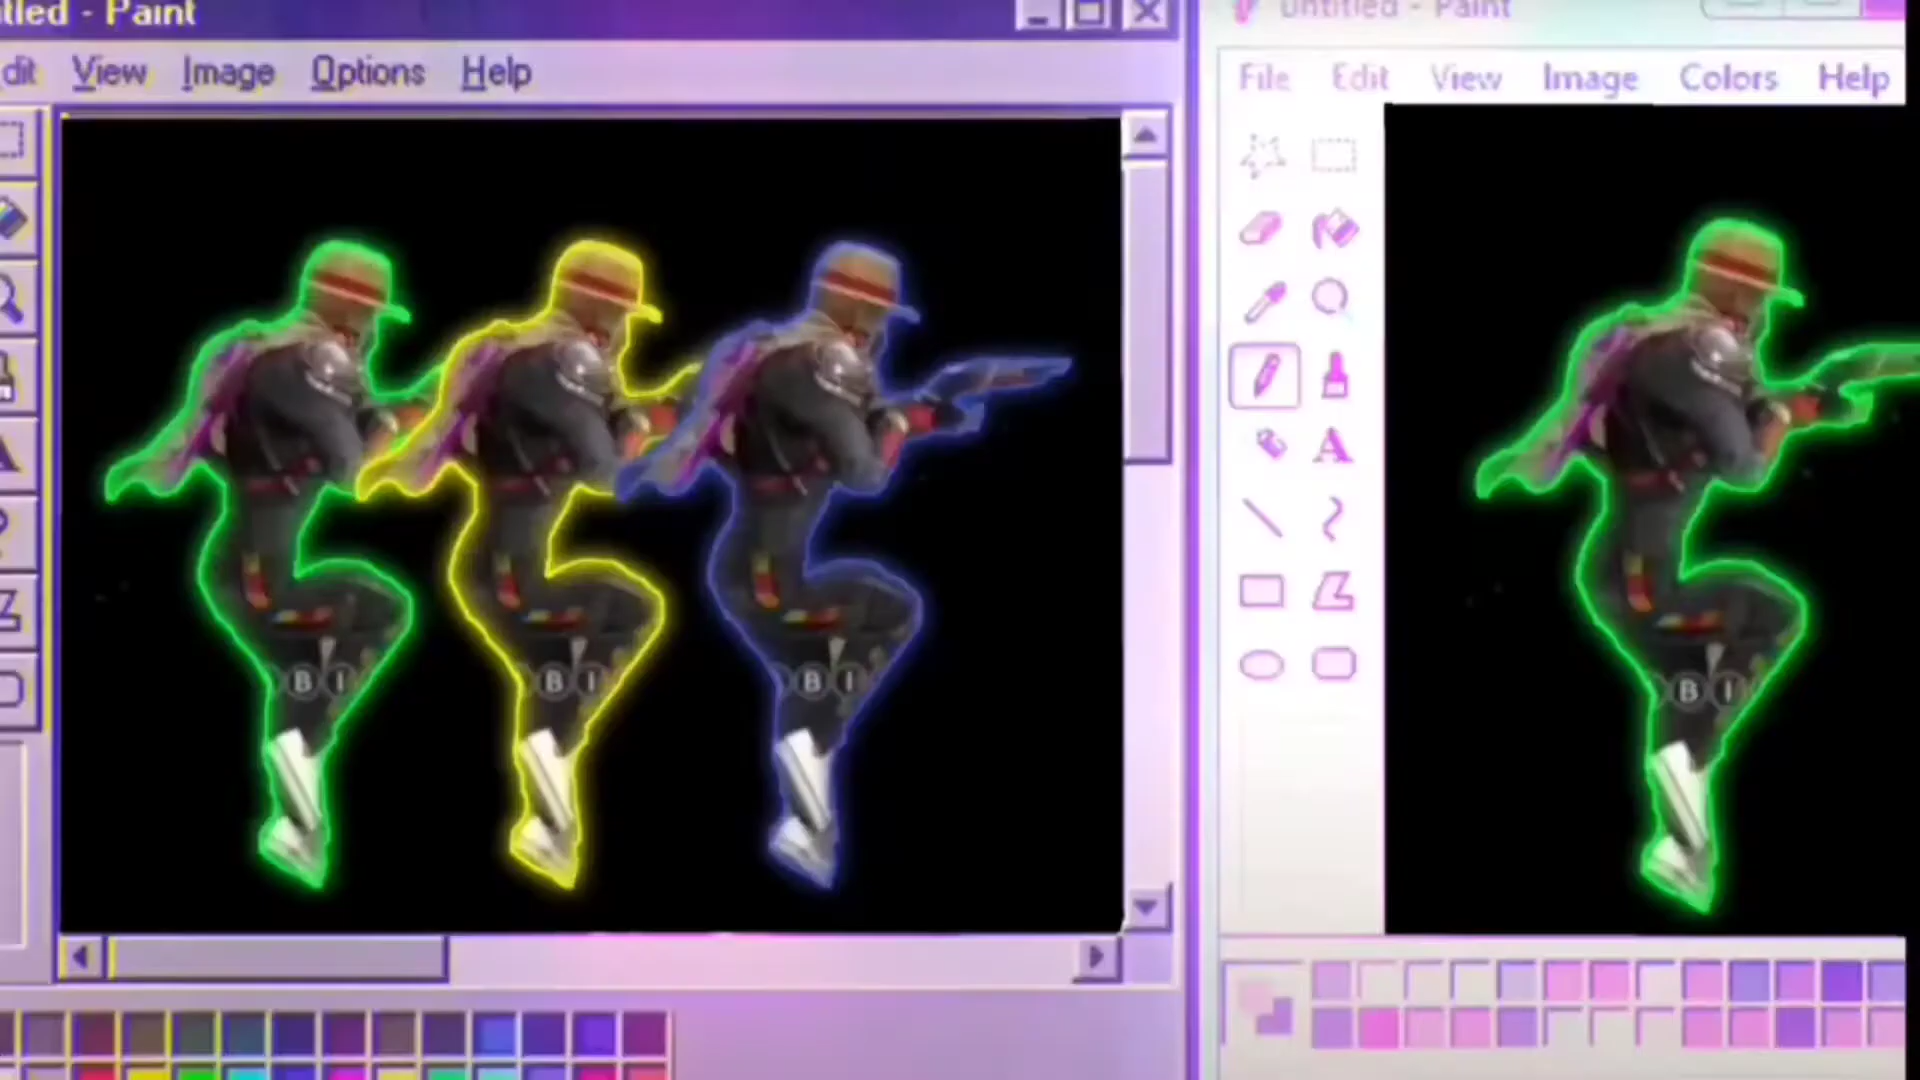 tled - Paint
dit View Image Options Help
A
B I
B I
B I
Untitled - Paint
File Edit View Image Colors Help
A
B I